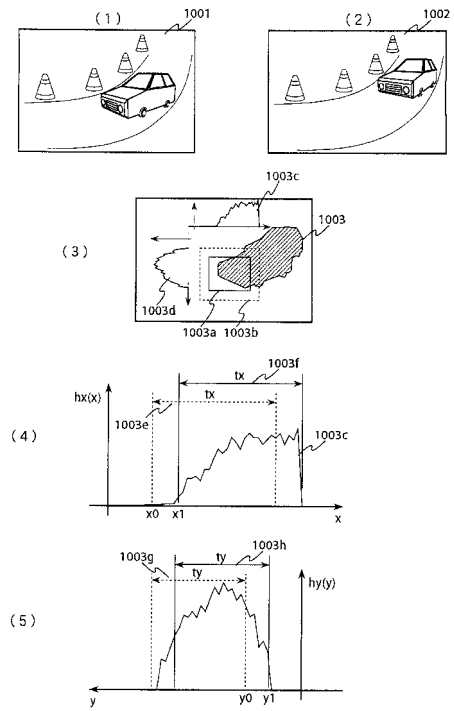 (1)
1001
(2)
1002
(3)
1003c
1003
1003d
1003a 1003b
(4)
hx(x)
1003f
tx
tx
1003e
1003c
x0 x1
x
(5)
1003g
1003h
ty
ty
hy(y)
y
y0 y1